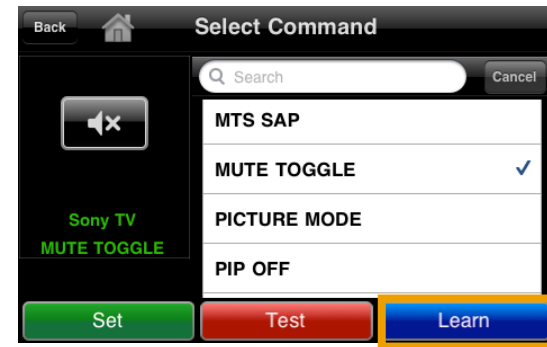 Back
Select Command
Search
Cancel
MTS SAP
MUTE TOGGLE
PICTURE MODE
PIP OFF
Sony TV
MUTE TOGGLE
Set
Test
Learn